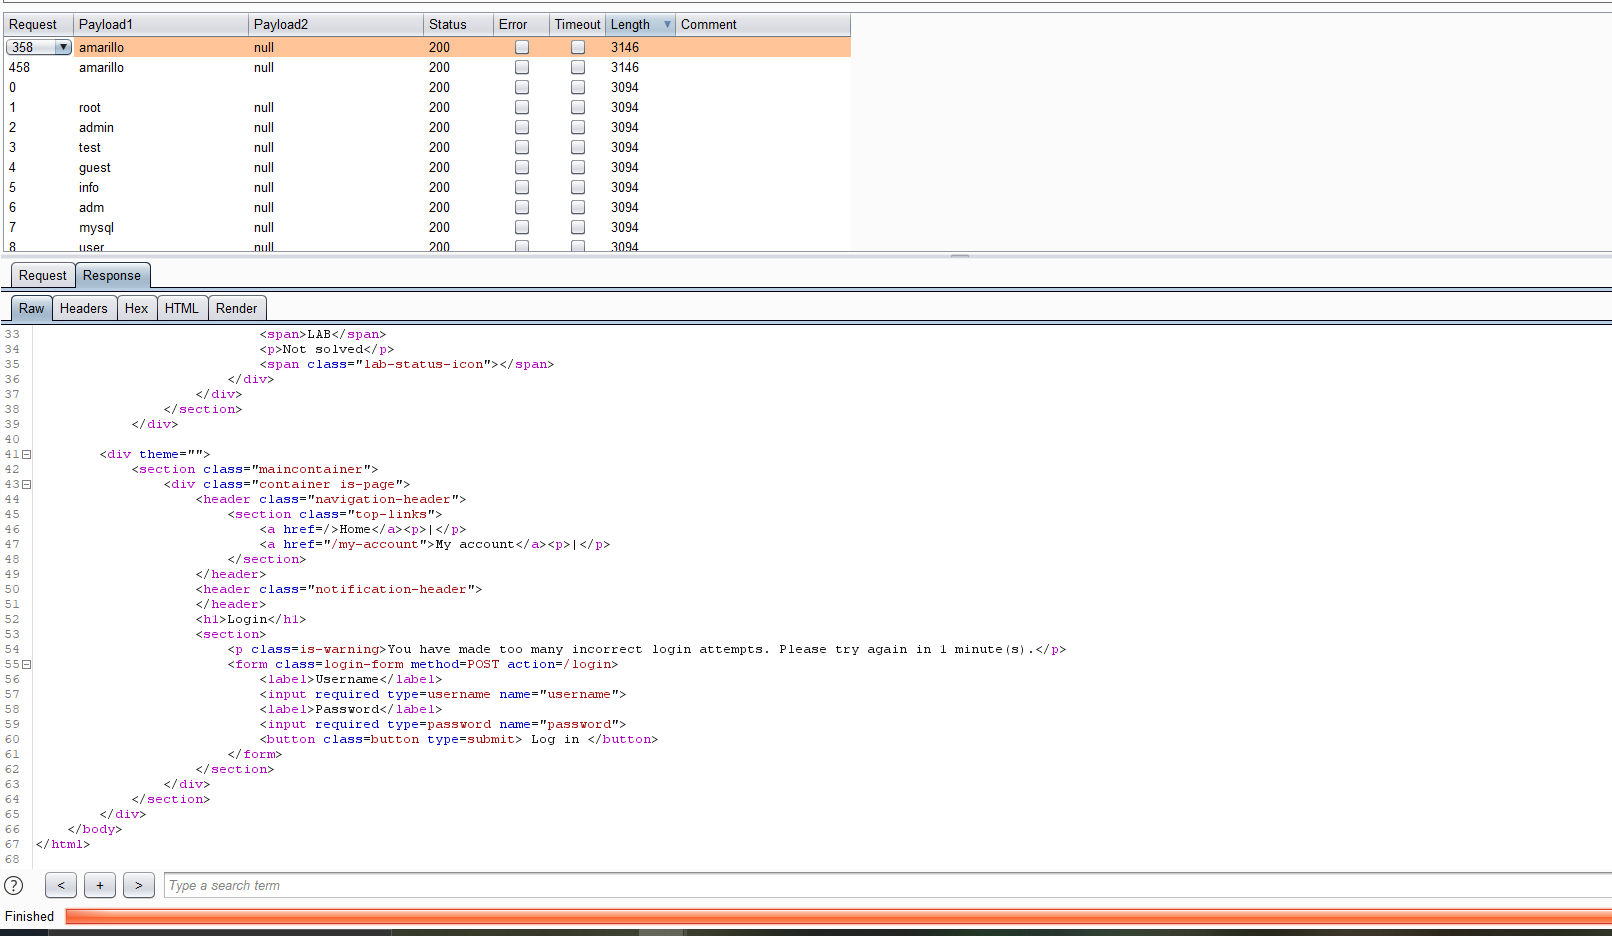 Request Payload1 Payload2 Status Error Timeout Length Comment
358 amarillo null 200 3146
458 amarillo null 200 3146
0 200 3094
1 root null 200 3094
2 admin null 200 3094
3 test null 200 3094
4 guest null 200 3094
5 info null 200 3094
6 adm null 200 3094
7 mysql null 200 3094
8 user null 200 3094
Request Response
Raw Headers Hex HTML Render
33 <span>LAB</span>
34 <p>Not solved</p>
35 <span class="lab-status-icon"></span>
36 </div>
37 </div>
38 </section>
39 </div>
40
41 <div theme="">
42 <section class="maincontainer">
43 <div class="container is-page">
44 <header class="navigation-header">
45 <section class="top-links">
46 <a href=/>Home</a><p>|</p>
47 <a href="/my-account">My account</a><p>|</p>
48 </section>
49 </header>
50 <header class="notification-header">
51 </header>
52 <h1>Login</h1>
53 <section>
54 <p class=is-warning>You have made too many incorrect login attempts. Please try again in 1 minute(s).</p>
55 <form class=login-form method=POST action=/login>
56 <label>Username</label>
57 <input required type=username name="username">
58 <label>Password</label>
59 <input required type=password name="password">
60 <button class=button type=submit> Log in </button>
61 </form>
62 </section>
63 </div>
64 </section>
65 </div>
66 </body>
67 </html>
68
? < + > Type a search term
Finished